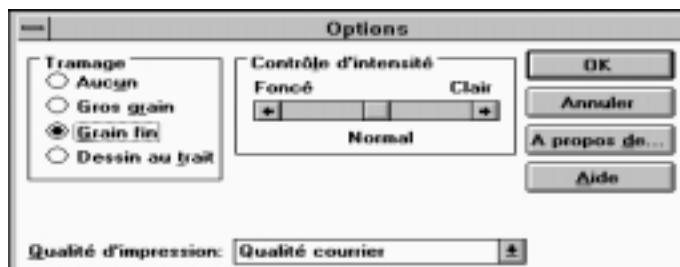 Options
Tramage
Aucun
Gros grain
Grain fin
Dessin au trait
Contrôle d'intensité
Foncé Clair
Normal
OK
Annuler
A propos de...
Aide
Qualité d'impression: Qualité courrier